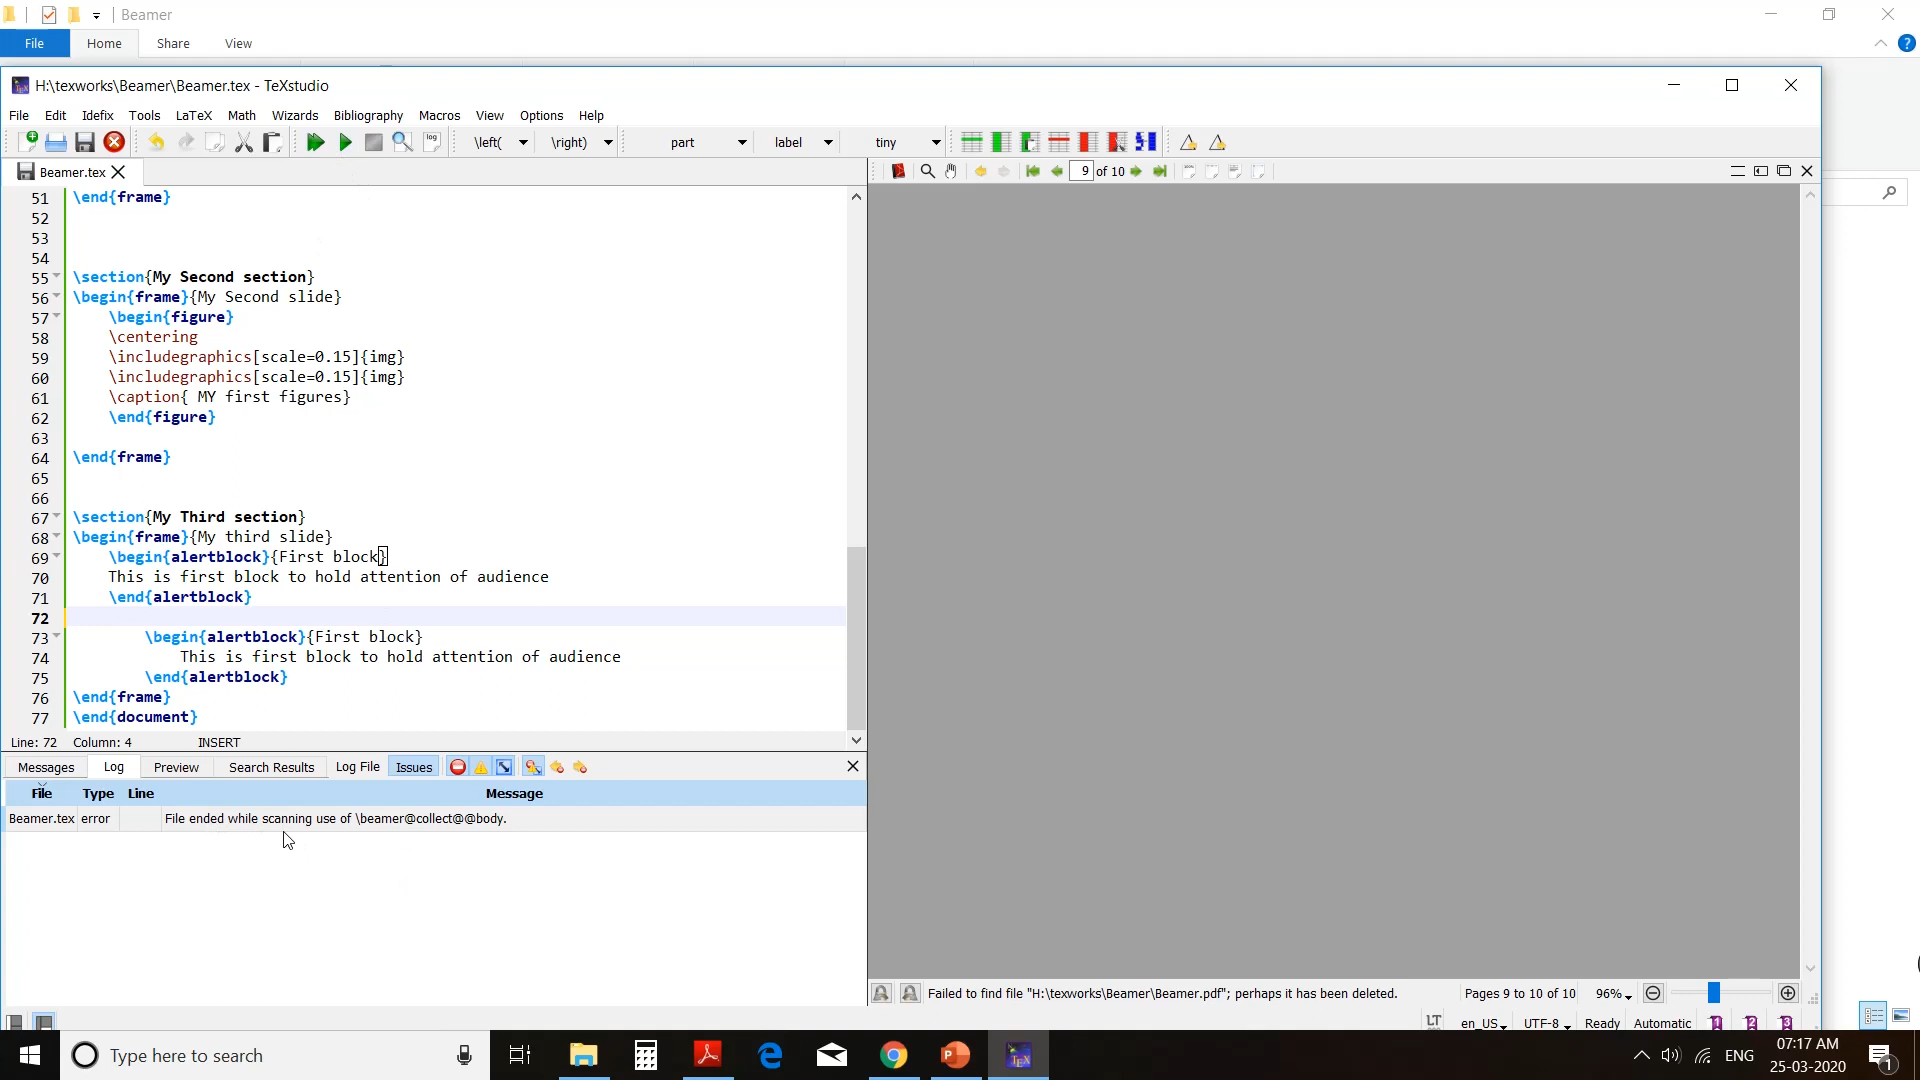 Beamer
File Home Share View
H:\texworks\Beamer\Beamer.tex - TeXstudio
File Edit Idefix Tools LaTeX Math Wizards Bibliography Macros View Options Help
log \left( \right) part label tiny
Beamer.tex
9 of 10
51 \end{frame}
52
53
54
55 \section{My Second section}
56 \begin{frame}{My Second slide}
57 \begin{figure}
58 \centering
59 \includegraphics[scale=0.15]{img}
60 \includegraphics[scale=0.15]{img}
61 \caption{ MY first figures}
62 \end{figure}
63
64 \end{frame}
65
66
67 \section{My Third section}
68 \begin{frame}{My third slide}
69 \begin{alertblock}{First block}
70 This is first block to hold attention of audience
71 \end{alertblock}
72
73 \begin{alertblock}{First block}
74 This is first block to hold attention of audience
75 \end{alertblock}
76 \end{frame}
77 \end{document}
Line: 72 Column: 4 INSERT
Messages Log Preview Search Results Log File Issues
File Type Line Message
Beamer.tex error File ended while scanning use of \beamer@collect@@body.
Failed to find file "H:\texworks\Beamer\Beamer.pdf"; perhaps it has been deleted. Pages 9 to 10 of 10 96%
LT en_US UTF-8 Ready Automatic 1 2 3
Type here to search
ENG
07:17 AM
25-03-2020
1